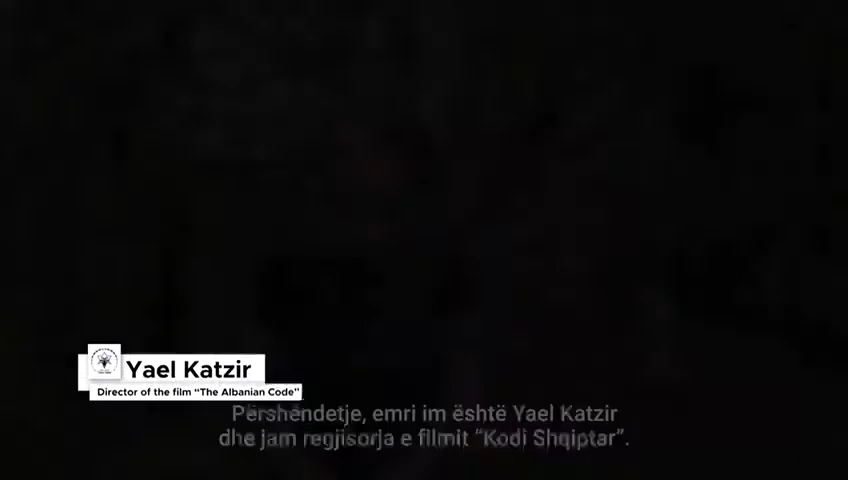 Yael Katzir
Director of the film “The Albanian Code”
Përshëndetje, emri im është Yael Katzir
dhe jam regjisorja e filmit “Kodi Shqiptar”.